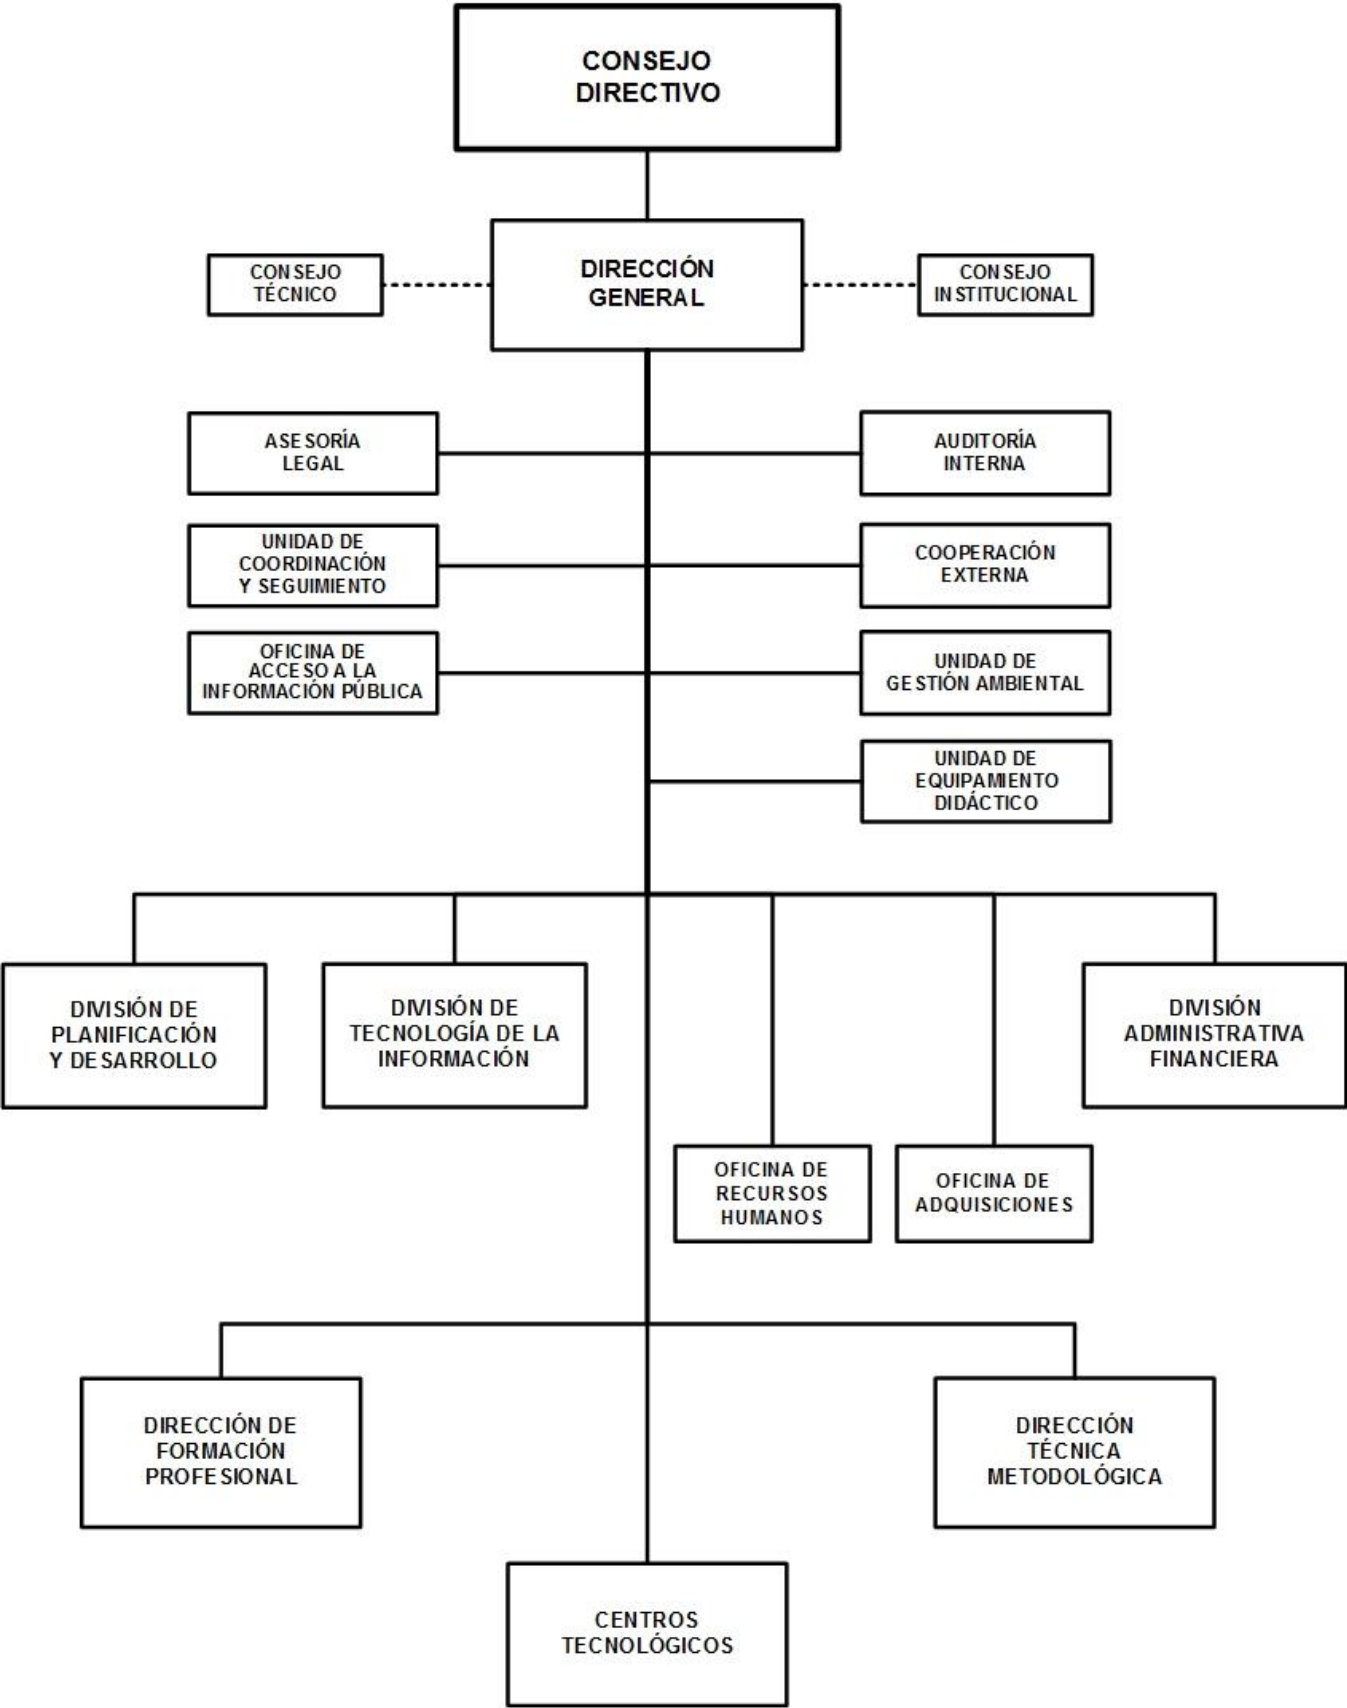 CONSEJO
DIRECTIVO
DIRECCIÓN
GENERAL
CONSEJO
TÉCNICO
CONSEJO
INSTITUCIONAL
ASESORÍA
LEGAL
AUDITORÍA
INTERNA
UNIDAD DE
COORDINACIÓN
Y SEGUIMIENTO
COOPERACIÓN
EXTERNA
OFICINA DE
ACCESO A LA
INFORMACIÓN PÚBLICA
UNIDAD DE
GESTIÓN AMBIENTAL
UNIDAD DE
EQUIPAMIENTO
DIDÁCTICO
DIVISIÓN DE
PLANIFICACIÓN
Y DESARROLLO
DIVISIÓN DE
TECNOLOGÍA DE LA
INFORMACIÓN
DIVISIÓN
ADMINISTRATIVA
FINANCIERA
OFICINA DE
RECURSOS
HUMANOS
OFICINA DE
ADQUISICIONES
DIRECCIÓN DE
FORMACIÓN
PROFESIONAL
DIRECCIÓN
TÉCNICA
METODOLÓGICA
CENTROS
TECNOLÓGICOS